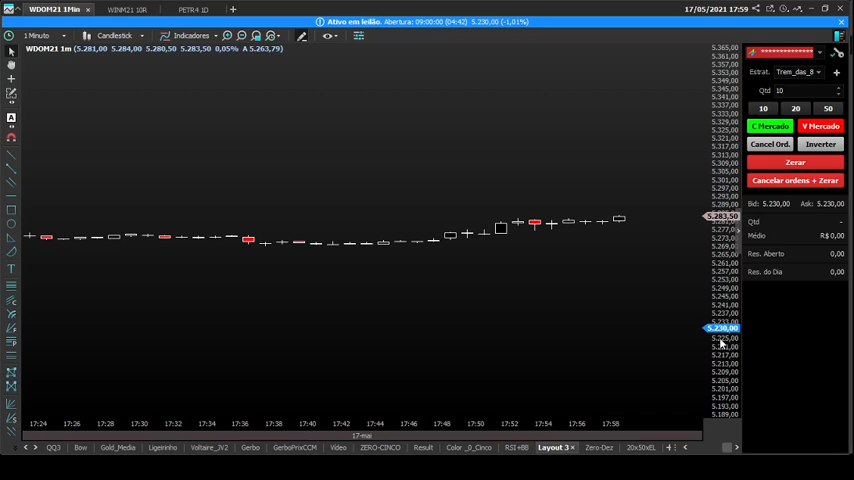 WDOM21 1Min × WINM21 10R PETR4 1D + 17/05/2021 17:59
Ativo em leilão. Abertura: 09:00:00 (04:42) 5.230,00 (-1,01%)
1 Minuto Candlestick Indicadores
WDOM21 1m (5.281,00 5.284,00 5.280,50 5.283,50 0,05% A 5.263,79)
5.365,00
5.361,00
5.357,00
5.353,00
5.349,00
5.345,00
5.341,00
5.337,00
5.333,00
5.329,00
5.325,00
5.321,00
5.317,00
5.313,00
5.309,00
5.305,00
5.301,00
5.297,00
5.293,00
5.289,00
5.283,50
5.281,00
5.277,00
5.273,00
5.269,00
5.265,00
5.261,00
5.257,00
5.253,00
5.249,00
5.245,00
5.241,00
5.237,00
5.233,00
5.230,00
5.225,00
5.217,00
5.213,00
5.209,00
5.205,00
5.201,00
5.197,00
5.193,00
5.189,00
***************
Estrat. Trem_das_8
Qtd 10
10 20 50
C Mercado V Mercado
Cancel Ord. Inverter
Zerar
Cancelar ordens + Zerar
Bid: 5.230,00 Ask: 5.230,00
Qtd -
Médio R$ 0,00
Res. Aberto 0,00
Res. do Dia 0,00
17:24 17:26 17:28 17:30 17:32 17:34 17:36 17:38 17:40 17:42 17:44 17:46 17:48 17:50 17:52 17:54 17:56 17:58
17-mai
QQ3 Bow Gold_Media Ligeirinho Voltaire_JV2 Gerbo GerboPrixCCM Vídeo ZERO-CINCO Result Color _0_Cinco RSI+BB Layout 3 × Zero-Dez 20x50xEL